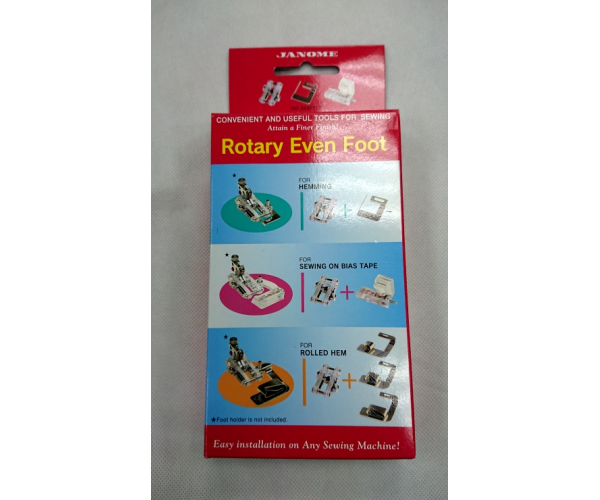 JANOME
CONVENIENT AND USEFUL TOOLS FOR SEWING
Attain a Finer Finish!
Rotary Even Foot
FOR
HEMMING
FOR
SEWING ON BIAS TAPE
FOR
ROLLED HEM
★Foot holder is not included.
Easy installation on Any Sewing Machine!